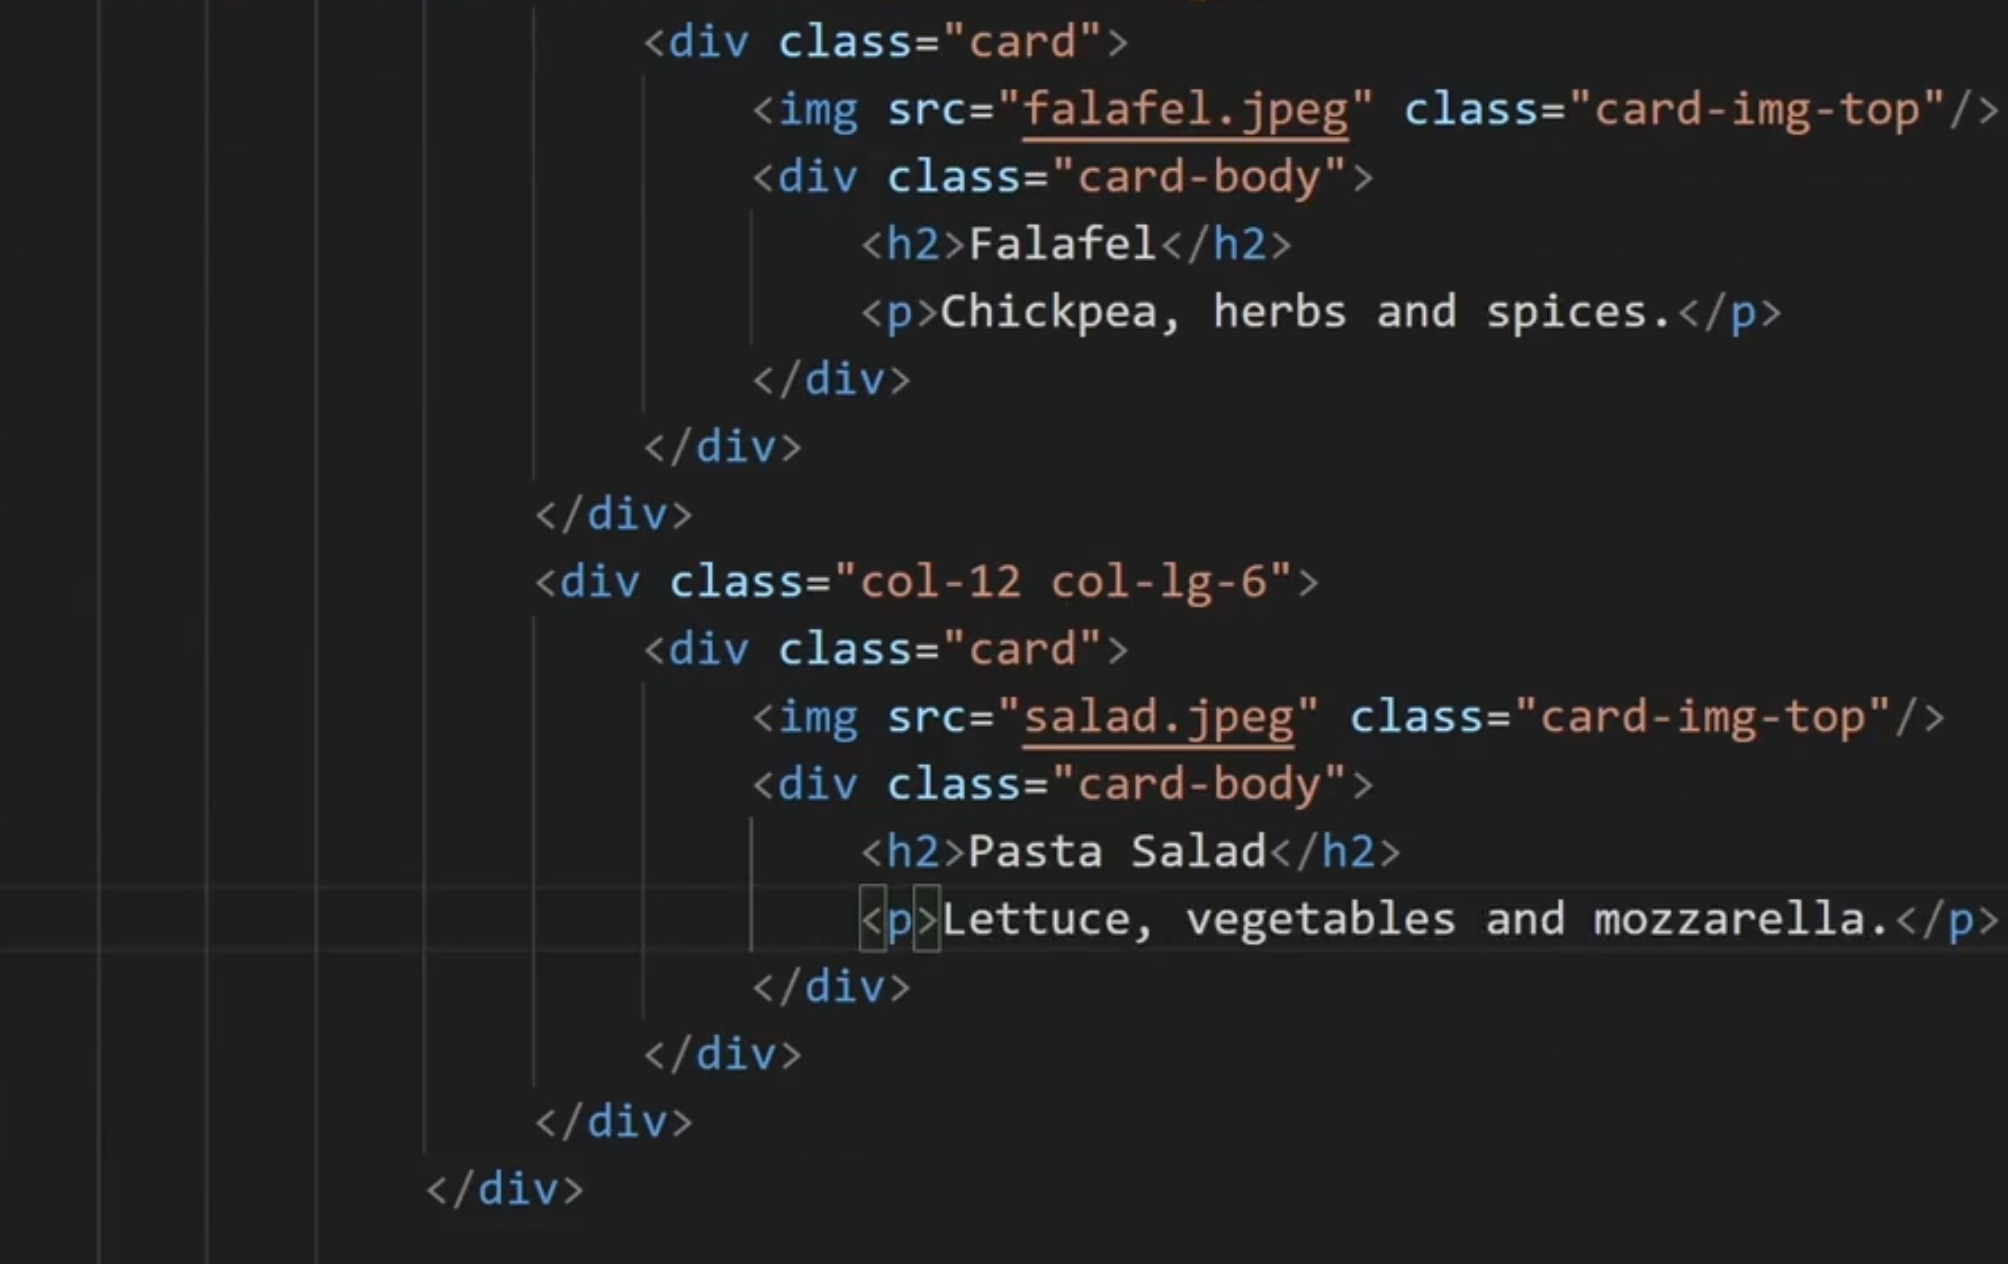 <div class="card">
<img src="falafel.jpeg" class="card-img-top"/>
<div class="card-body">
<h2>Falafel</h2>
<p>Chickpea, herbs and spices.</p>
</div>
</div>
</div>
<div class="col-12 col-lg-6">
<div class="card">
<img src="salad.jpeg" class="card-img-top"/>
<div class="card-body">
<h2>Pasta Salad</h2>
<p>Lettuce, vegetables and mozzarella.</p>
</div>
</div>
</div>
</div>